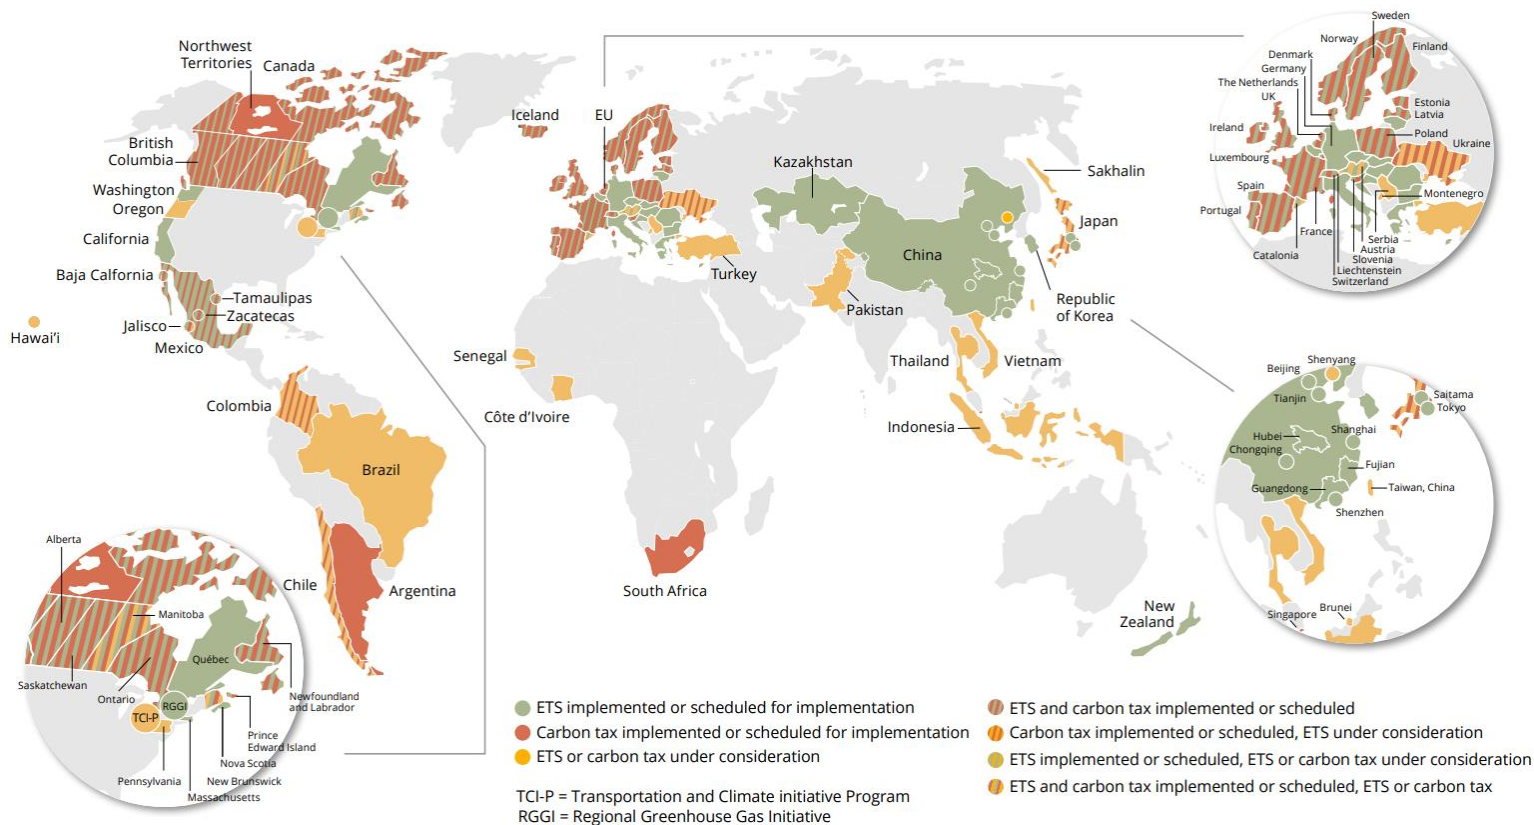 Northwest
Territories
Canada
British
Columbia
Washington
Oregon
California
Baja Calfornia
Tamaulipas
Zacatecas
Jalisco
Mexico
Hawai’i
Colombia
Brazil
Chile
Argentina
Iceland
EU
Kazakhstan
China
Turkey
Pakistan
Senegal
Côte d’Ivoire
South Africa
Sakhalin
Japan
Republic
of Korea
Thailand
Vietnam
Indonesia
New
Zealand
Sweden
Norway
Finland
Denmark
Germany
The Netherlands
UK
Estonia
Latvia
Ireland
Poland
Ukraine
Luxembourg
Spain
Montenegro
Portugal
France
Serbia
Catalonia
Austria
Slovenia
Liechtenstein
Switzerland
Shenyang
Beijing
Tianjin
Saitama
Tokyo
Shanghai
Hubei
Chongqing
Fujian
Guangdong
Taiwan, China
Shenzhen
Singapore
Brunei
Alberta
Manitoba
Québec
Saskatchewan
Ontario
RGGI
TCI-P
Newfoundland
and Labrador
Prince
Edward Island
Nova Scotia
Pennsylvania
New Brunswick
Massachusetts
ETS implemented or scheduled for implementation
Carbon tax implemented or scheduled for implementation
ETS or carbon tax under consideration
TCI-P = Transportation and Climate initiative Program
RGGI = Regional Greenhouse Gas Initiative
ETS and carbon tax implemented or scheduled
Carbon tax implemented or scheduled, ETS under consideration
ETS implemented or scheduled, ETS or carbon tax under consideration
ETS and carbon tax implemented or scheduled, ETS or carbon tax